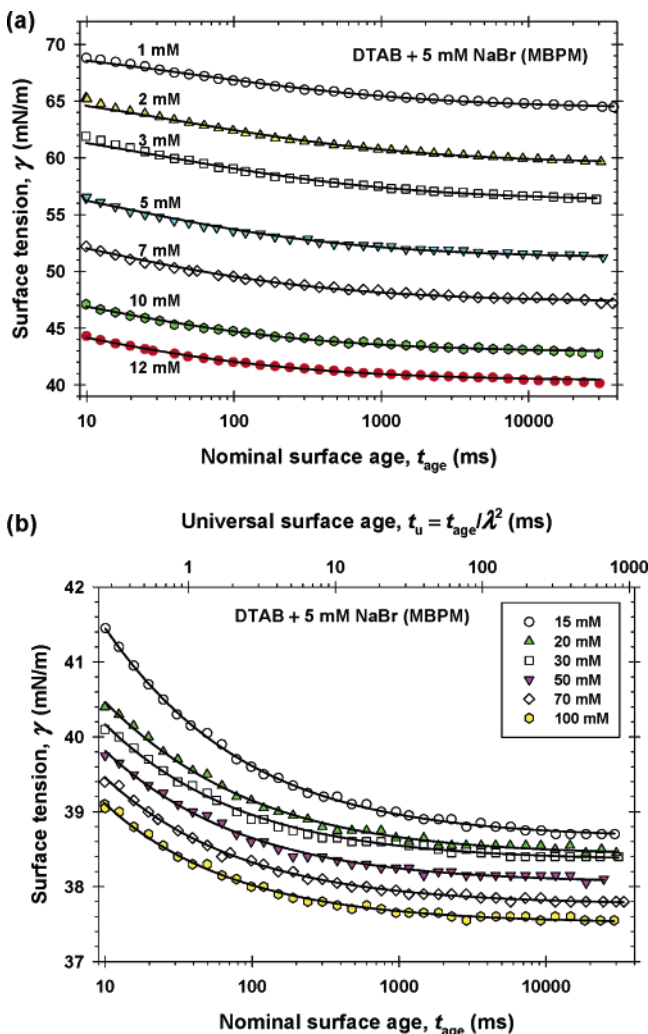 (a)
70
65
60
55
50
45
40
Surface tension, γ (mN/m)
DTAB + 5 mM NaBr (MBPM)
1 mM
2 mM
3 mM
5 mM
7 mM
10 mM
12 mM
10 100 1000 10000
Nominal surface age, tage (ms)
(b)
Universal surface age, tu = tage/λ² (ms)
1 10 100 1000
42
41
40
39
38
37
Surface tension, γ (mN/m)
DTAB + 5 mM NaBr (MBPM)
15 mM
20 mM
30 mM
50 mM
70 mM
100 mM
10 100 1000 10000
Nominal surface age, tage (ms)